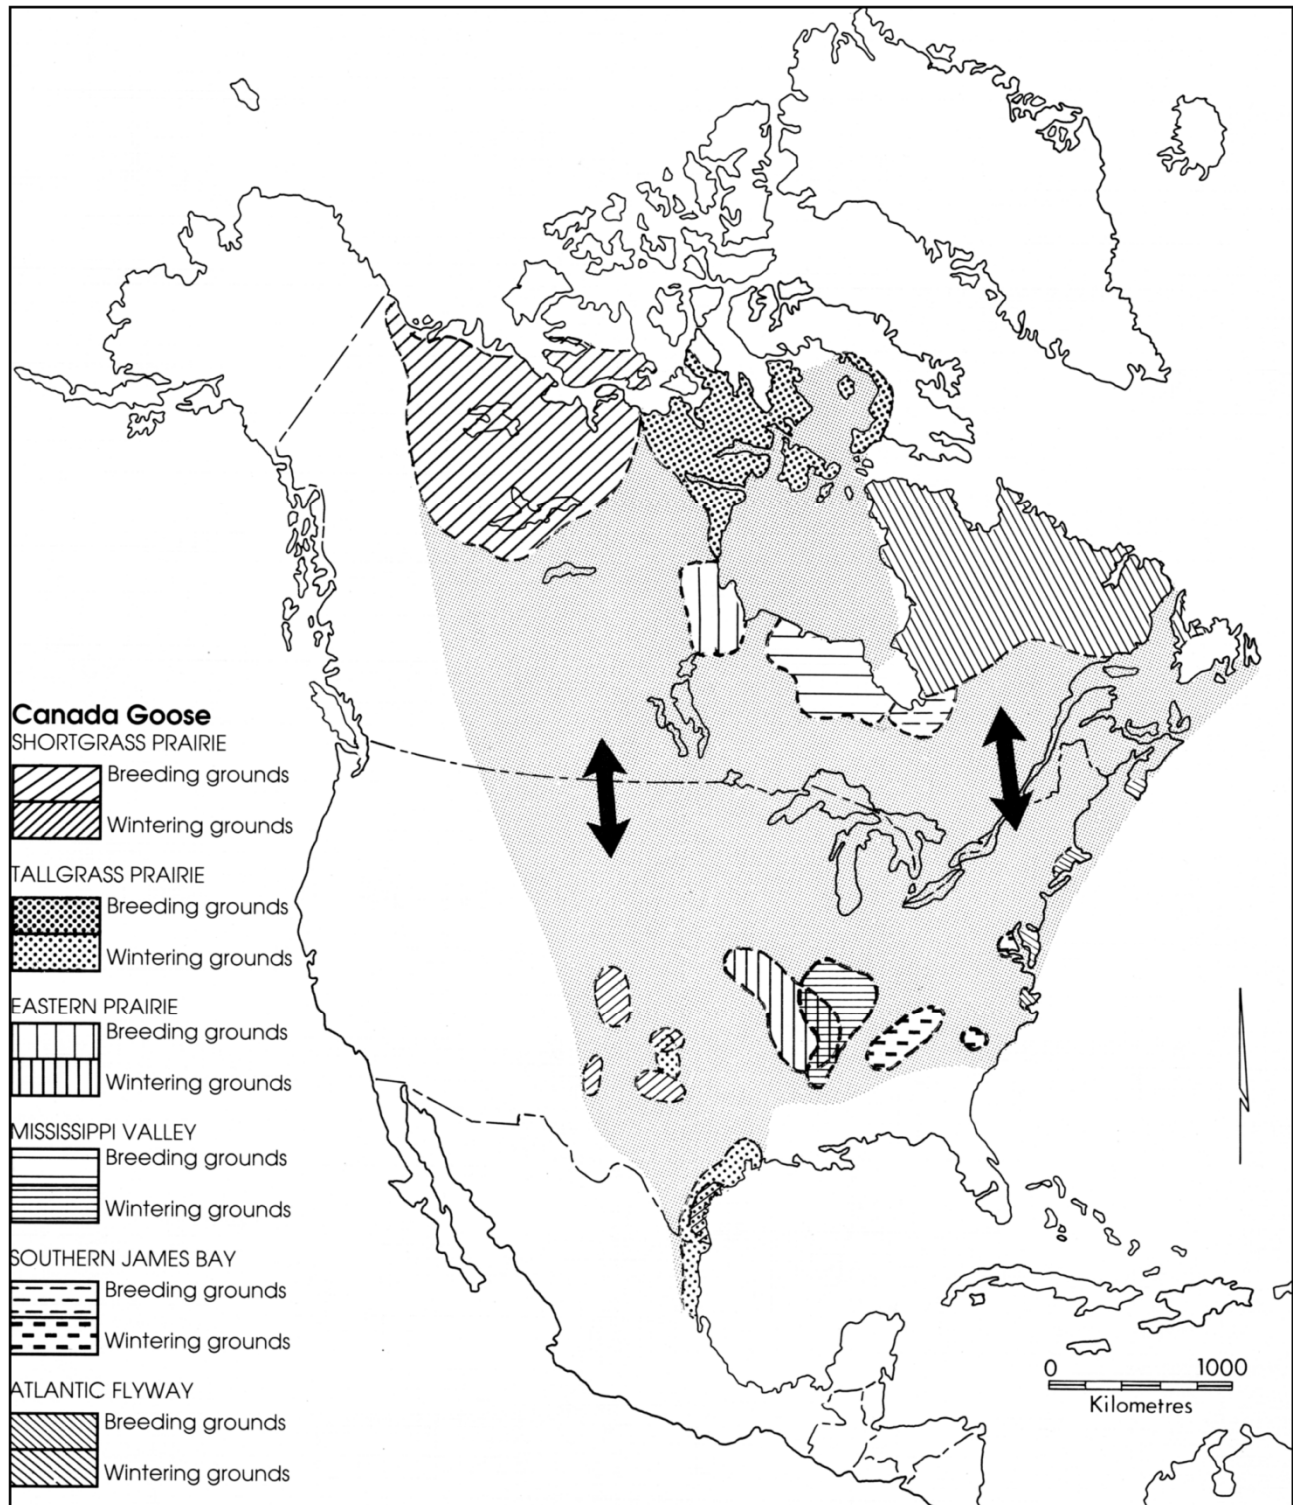 Canada Goose
SHORTGRASS PRAIRIE
Breeding grounds
Wintering grounds
TALLGRASS PRAIRIE
Breeding grounds
Wintering grounds
EASTERN PRAIRIE
Breeding grounds
Wintering grounds
MISSISSIPPI VALLEY
Breeding grounds
Wintering grounds
SOUTHERN JAMES BAY
Breeding grounds
Wintering grounds
ATLANTIC FLYWAY
Breeding grounds
Wintering grounds
0 1000
Kilometres